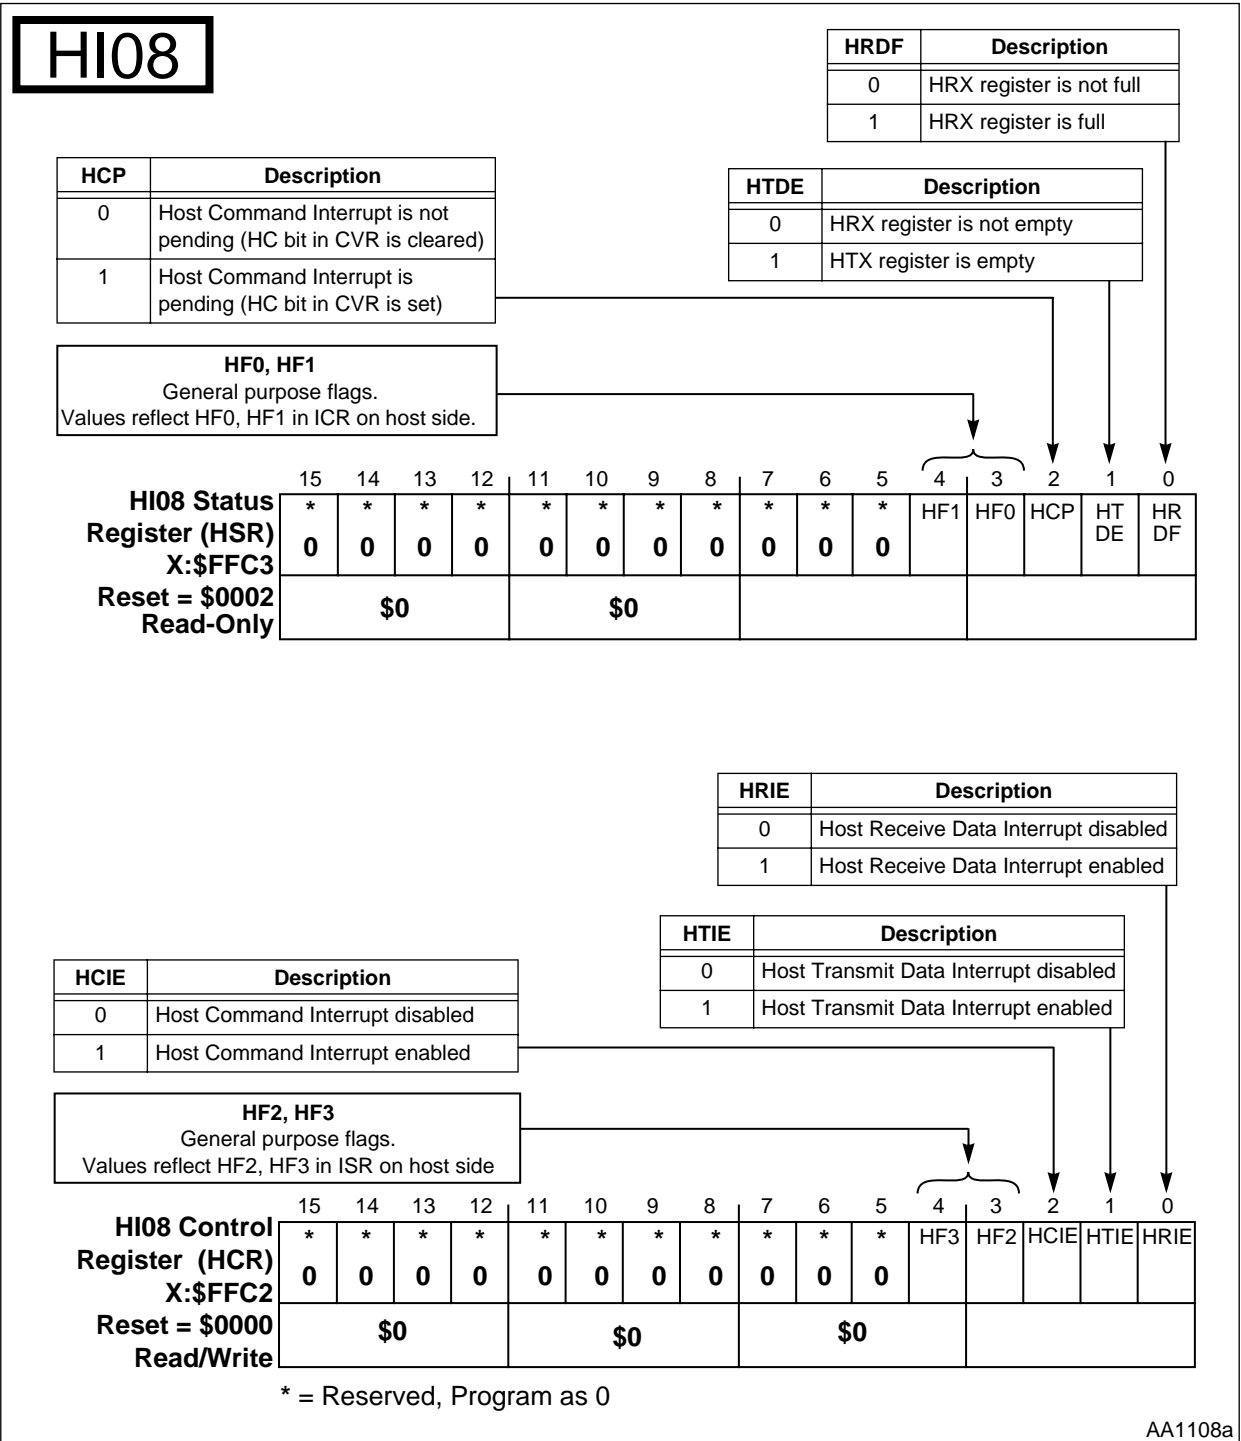 HI08
HRDF Description
0 HRX register is not full
1 HRX register is full
HCP Description
0 Host Command Interrupt is not
pending (HC bit in CVR is cleared)
1 Host Command Interrupt is
pending (HC bit in CVR is set)
HTDE Description
0 HRX register is not empty
1 HTX register is empty
HF0, HF1
General purpose flags.
Values reflect HF0, HF1 in ICR on host side.
15 14 13 12 11 10 9 8 7 6 5 4 3 2 1 0
HI08 Status
Register (HSR)
X:$FFC3
Reset = $0002
Read-Only
* * * * * * * * * * * HF1 HF0 HCP HT HR
DE DF
0 0 0 0 0 0 0 0 0 0 0
$0 $0
HRIE Description
0 Host Receive Data Interrupt disabled
1 Host Receive Data Interrupt enabled
HTIE Description
0 Host Transmit Data Interrupt disabled
1 Host Transmit Data Interrupt enabled
HCIE Description
0 Host Command Interrupt disabled
1 Host Command Interrupt enabled
HF2, HF3
General purpose flags.
Values reflect HF2, HF3 in ISR on host side
15 14 13 12 11 10 9 8 7 6 5 4 3 2 1 0
HI08 Control
Register (HCR)
X:$FFC2
Reset = $0000
Read/Write
* * * * * * * * * * * HF3 HF2 HCIE HTIE HRIE
0 0 0 0 0 0 0 0 0 0 0
$0 $0 $0
* = Reserved, Program as 0
AA1108a